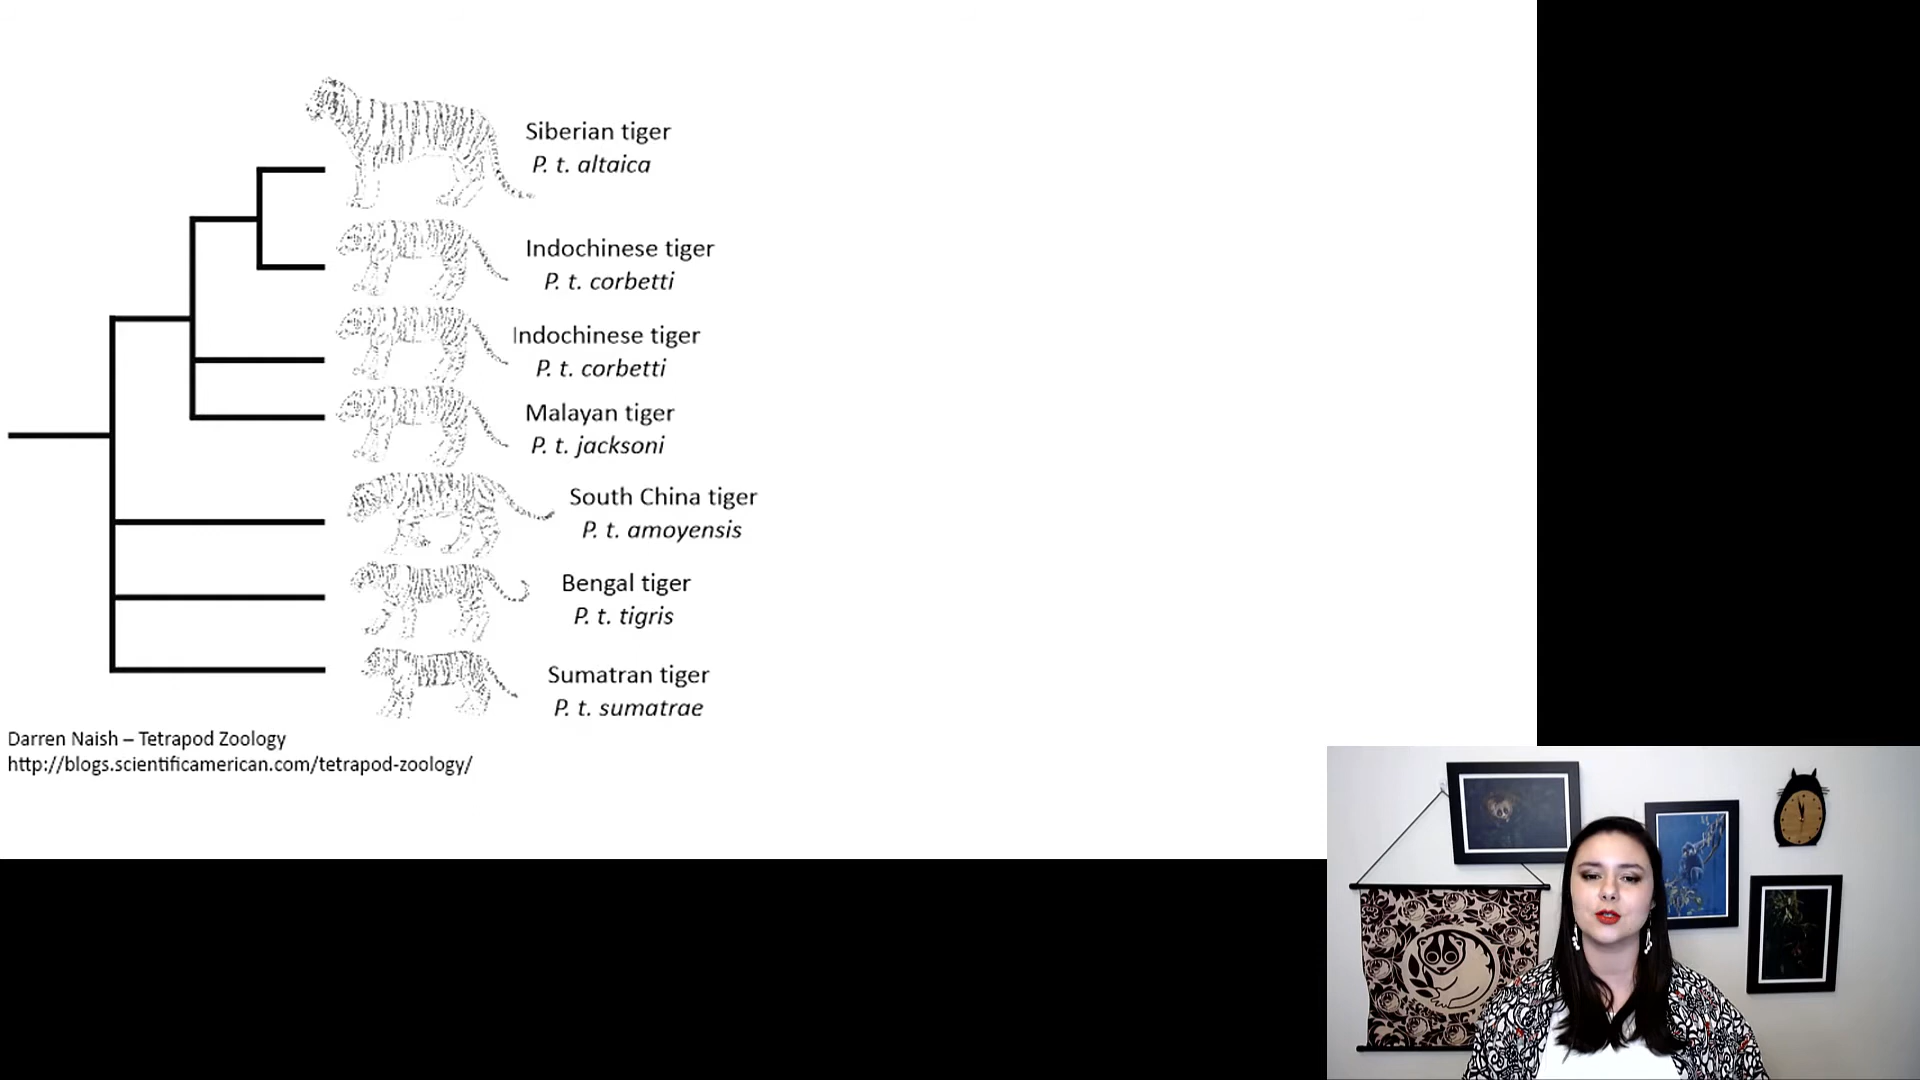 Siberian tiger
P. t. altaica
Indochinese tiger
P. t. corbetti
Indochinese tiger
P. t. corbetti
Malayan tiger
P. t. jacksoni
South China tiger
P. t. amoyensis
Bengal tiger
P. t. tigris
Sumatran tiger
P. t. sumatrae
Darren Naish – Tetrapod Zoology
http://blogs.scientificamerican.com/tetrapod-zoology/